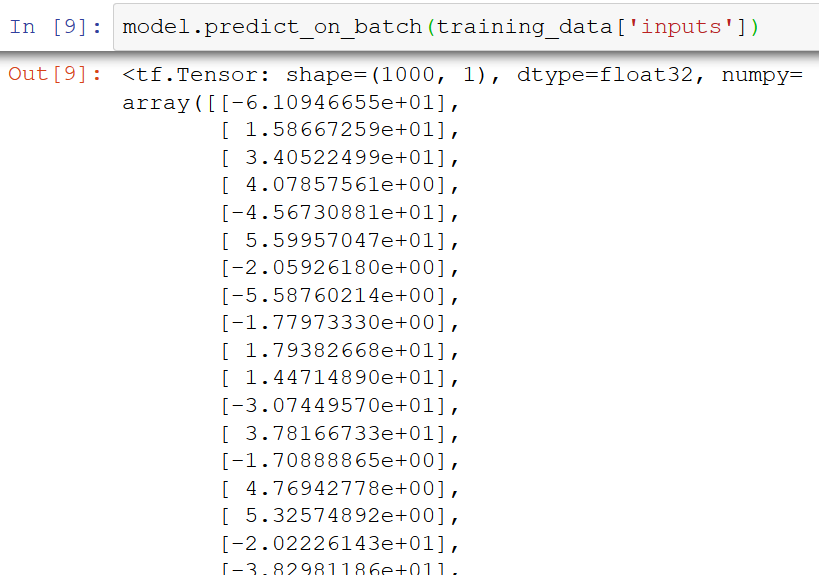 In [9]: model.predict_on_batch(training_data['inputs'])
Out[9]: <tf.Tensor: shape=(1000, 1), dtype=float32, numpy=
array([[-6.10946655e+01],
[ 1.58667259e+01],
[ 3.40522499e+01],
[ 4.07857561e+00],
[-4.56730881e+01],
[ 5.59957047e+01],
[-2.05926180e+00],
[-5.58760214e+00],
[-1.77973330e+00],
[ 1.79382668e+01],
[ 1.44714890e+01],
[-3.07449570e+01],
[ 3.78166733e+01],
[-1.70888865e+00],
[ 4.76942778e+00],
[ 5.32574892e+00],
[-2.02226143e+01],
[-3.82981186e+01],